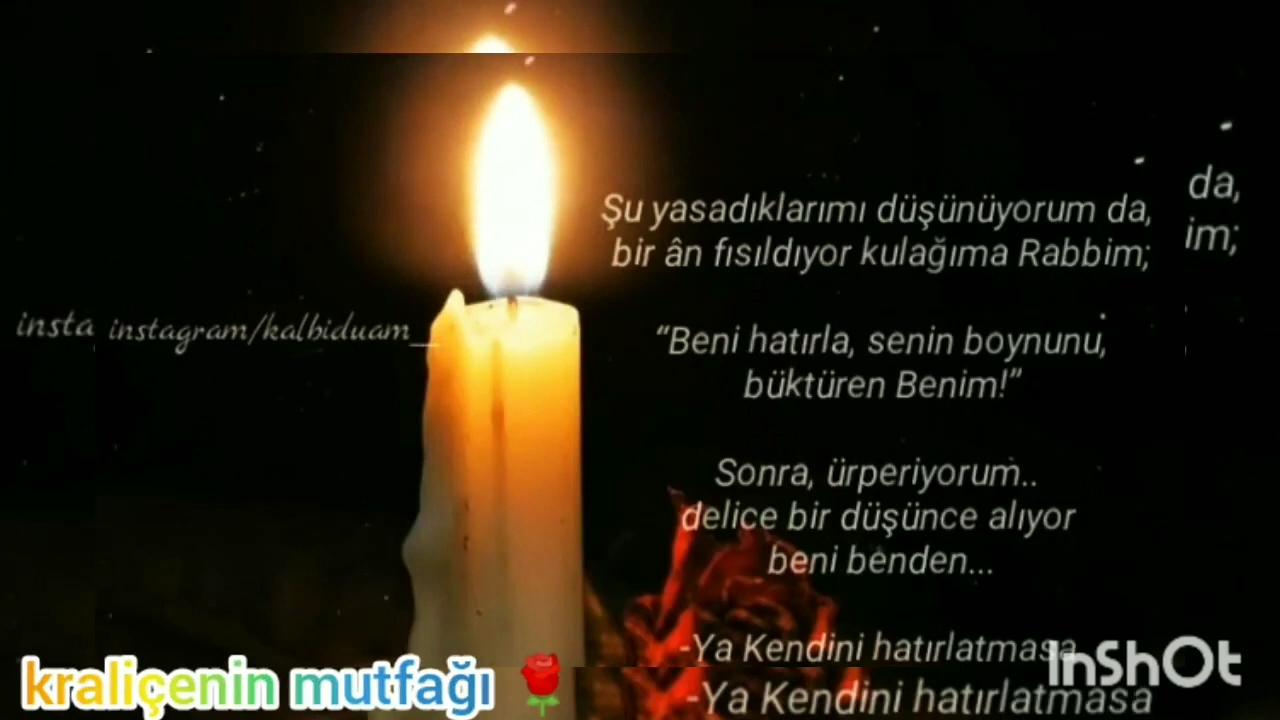 da,
im;
Şu yasadıklarımı düşünüyorum da,
bir ân fısıldıyor kulağıma Rabbim;
“Beni hatırla, senin boynunu,
büktüren Benim!”
insta instagram/kalbiduam__
Sonra, ürperiyorum..
delice bir düşünce alıyor
beni benden...
-Ya Kendini hatırlatmasa
-Ya Kendini hatırlatmasa
InShOt
kraliçenin mutfağı